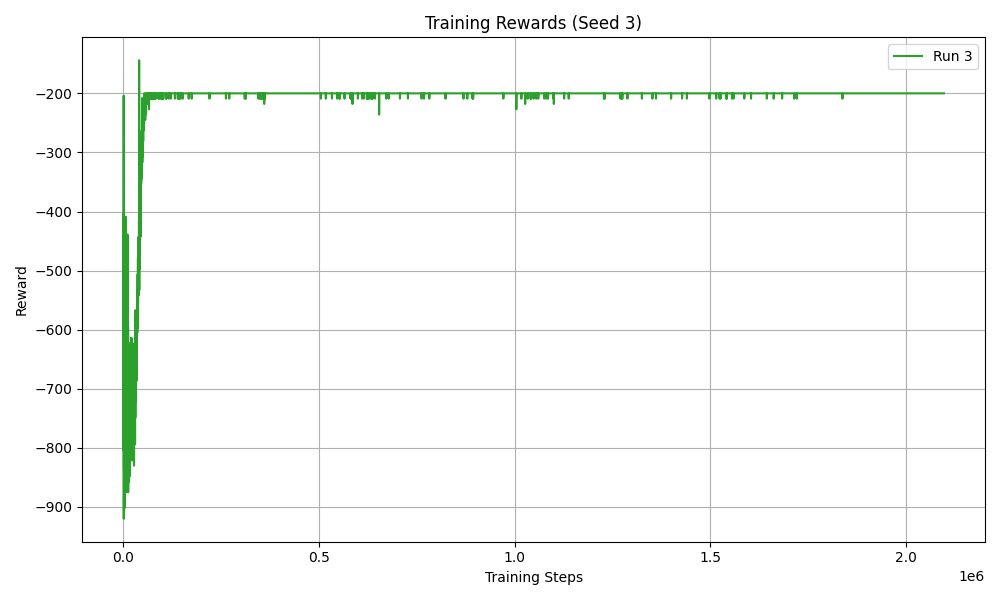 Training Rewards (Seed 3)
Run 3
−200
−300
−400
−500
−600
−700
−800
−900
Reward
0.0 0.5 1.0 1.5 2.0
1e6
Training Steps